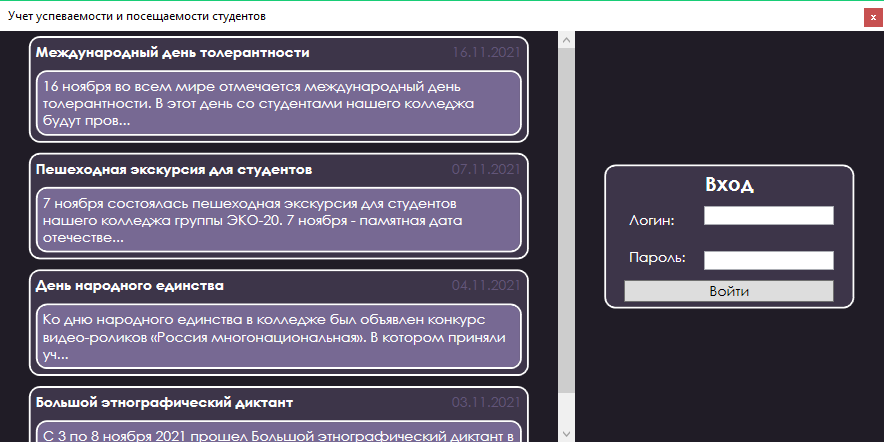 Учет успеваемости и посещаемости студентов
x
Международный день толерантности 16.11.2021
16 ноября во всем мире отмечается международный день
толерантности. В этот день со студентами нашего колледжа
будут пров...
Пешеходная экскурсия для студентов 07.11.2021
7 ноября состоялась пешеходная экскурсия для студентов
нашего колледжа группы ЭКО-20. 7 ноября - памятная дата
отечестве...
День народного единства 04.11.2021
Ко дню народного единства в колледже был объявлен конкурс
видео-роликов «Россия многонациональная». В котором приняли
уч...
Большой этнографический диктант 03.11.2021
С 3 по 8 ноября 2021 прошел Большой этнографический диктант в
Вход
Логин:
Пароль:
Войти